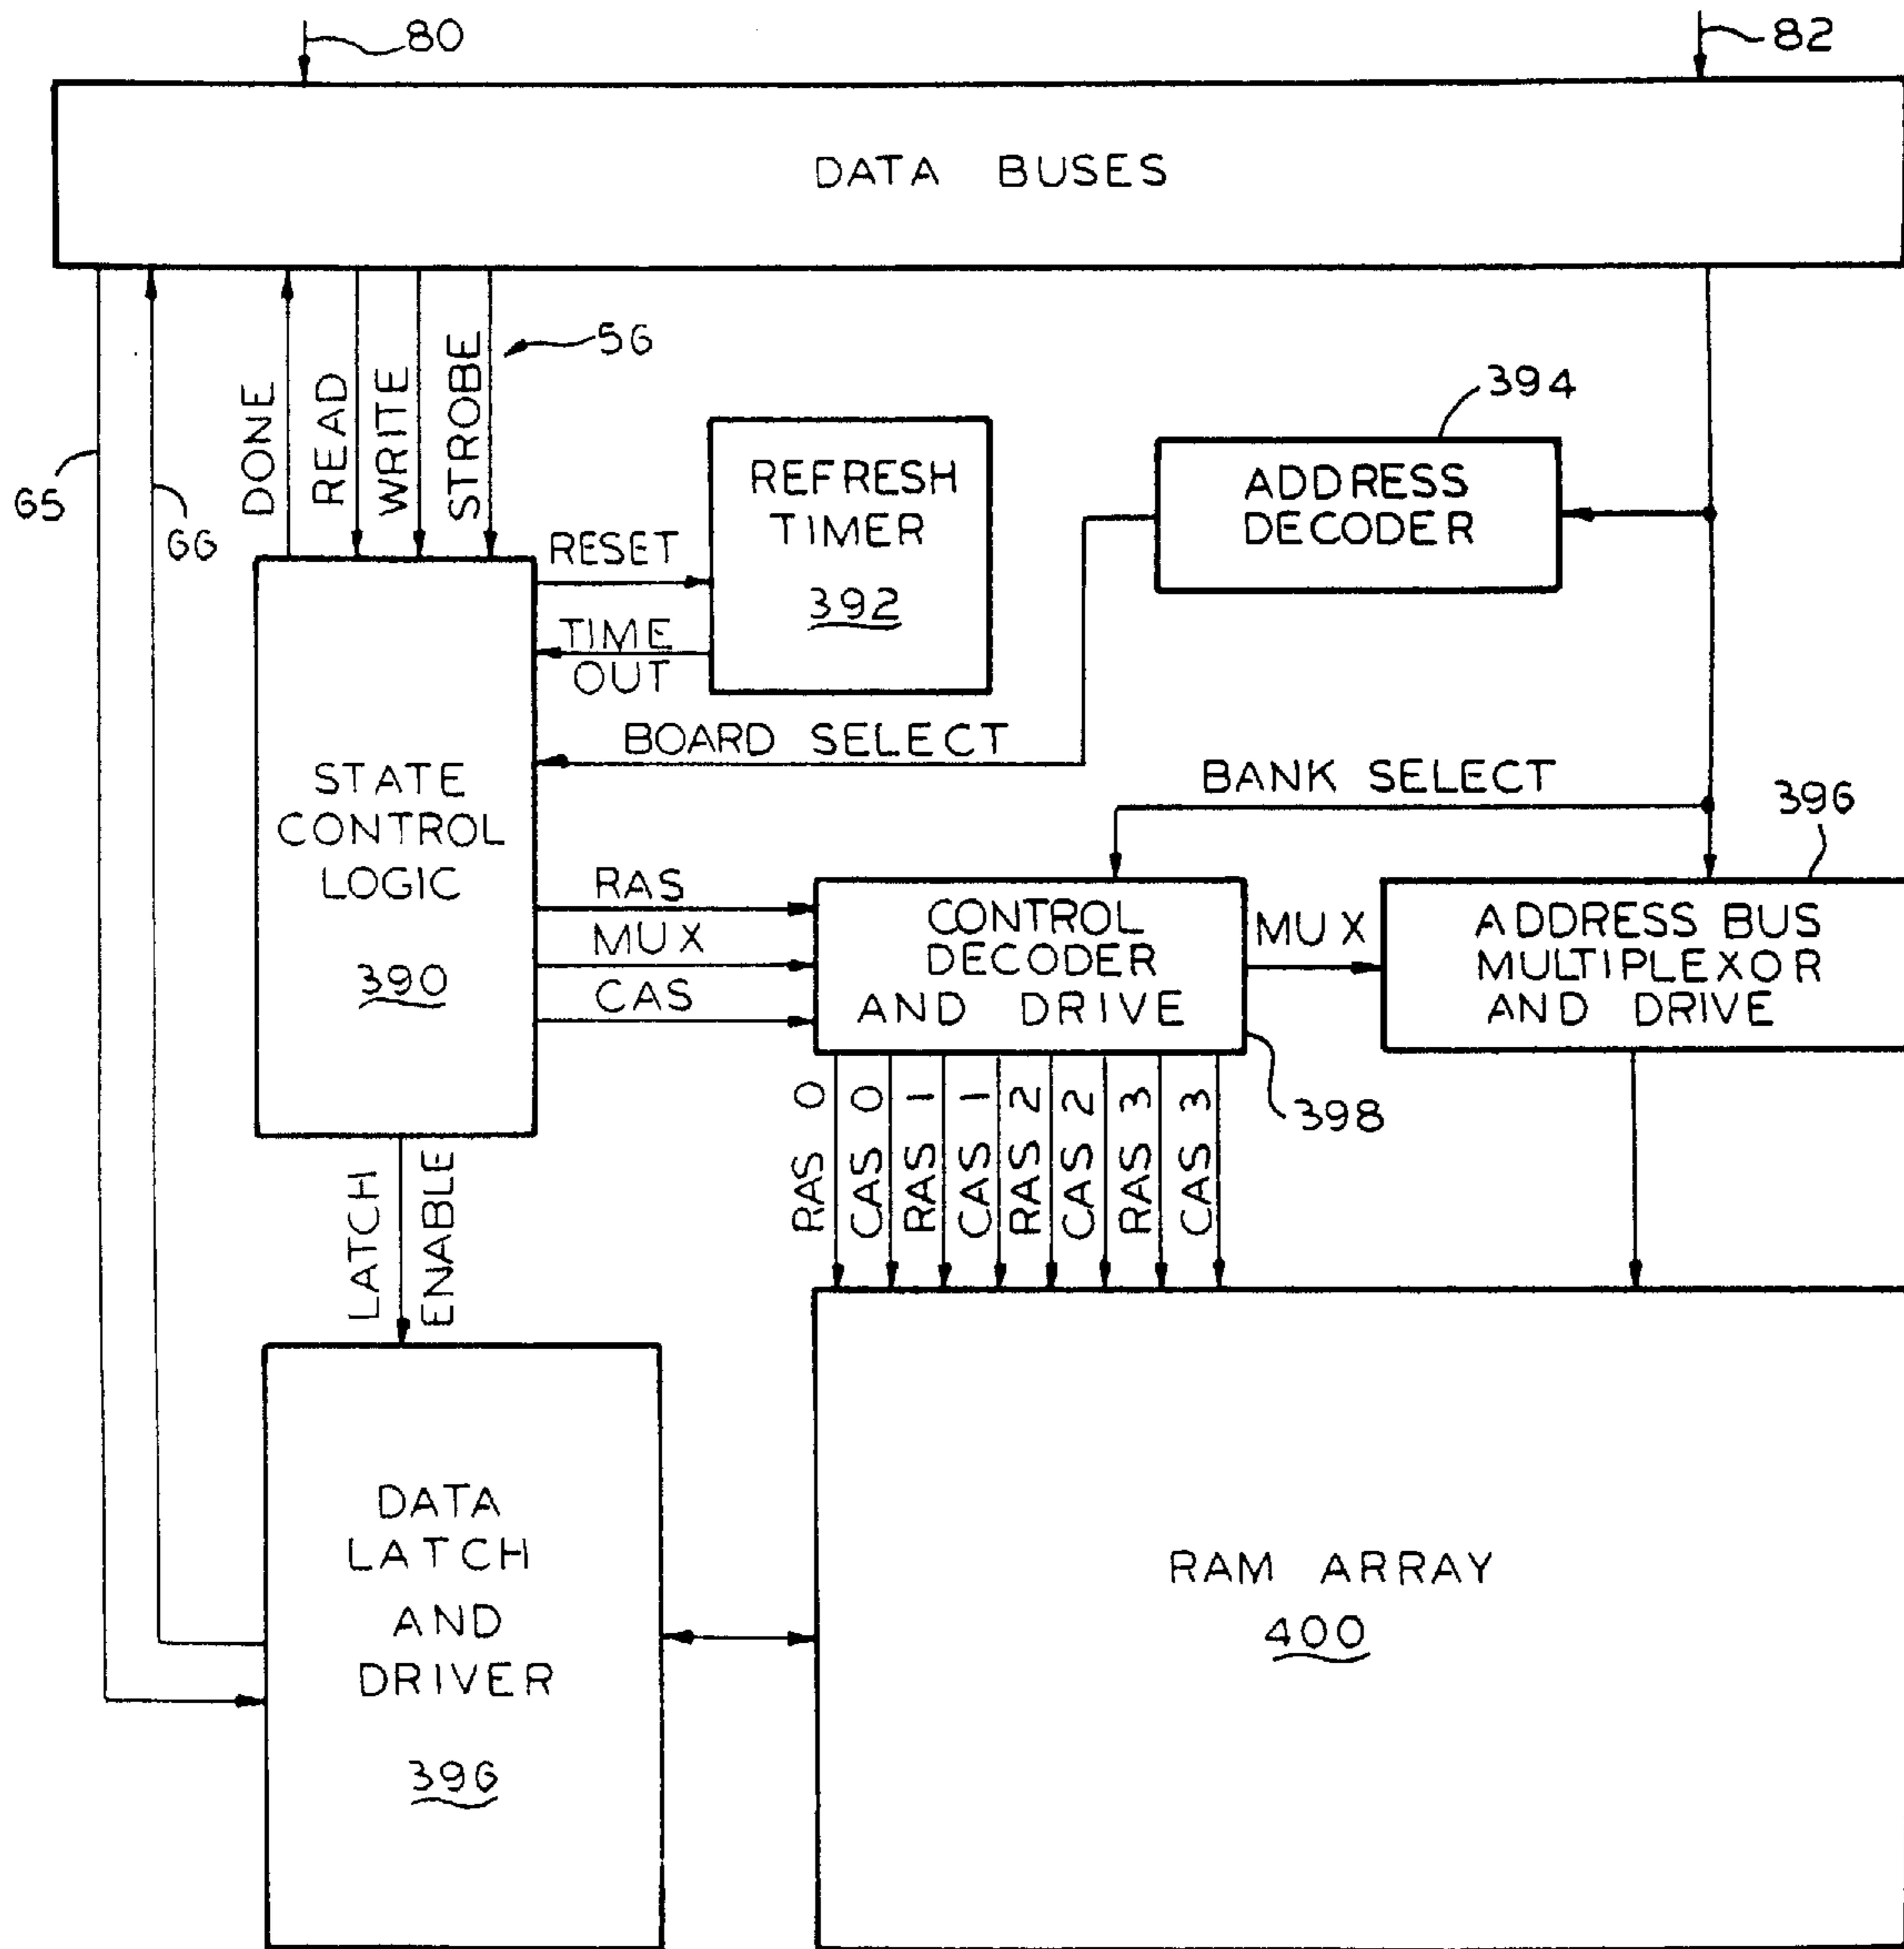 80
82
DATA BUSES
65
66
DONE
READ
WRITE
STROBE
56
REFRESH
TIMER
392
394
ADDRESS
DECODER
RESET
TIME
OUT
BOARD SELECT
BANK SELECT
396
STATE
CONTROL
LOGIC
390
RAS
MUX
CAS
CONTROL
DECODER
AND DRIVE
MUX
ADDRESS BUS
MULTIPLEXOR
AND DRIVE
398
RAS 0
CAS 0
RAS 1
CAS 1
RAS 2
CAS 2
RAS 3
CAS 3
LATCH
ENABLE
DATA
LATCH
AND
DRIVER
396
RAM ARRAY
400